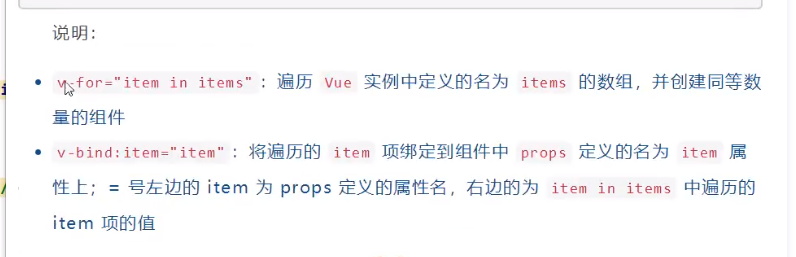 说明：
v-for="item in items"：遍历 Vue 实例中定义的名为 items 的数组，并创建同等数
量的组件
v-bind:item="item"：将遍历的 item 项绑定到组件中 props 定义的名为 item 属
性上；= 号左边的 item 为 props 定义的属性名，右边的为 item in items 中遍历的
item 项的值